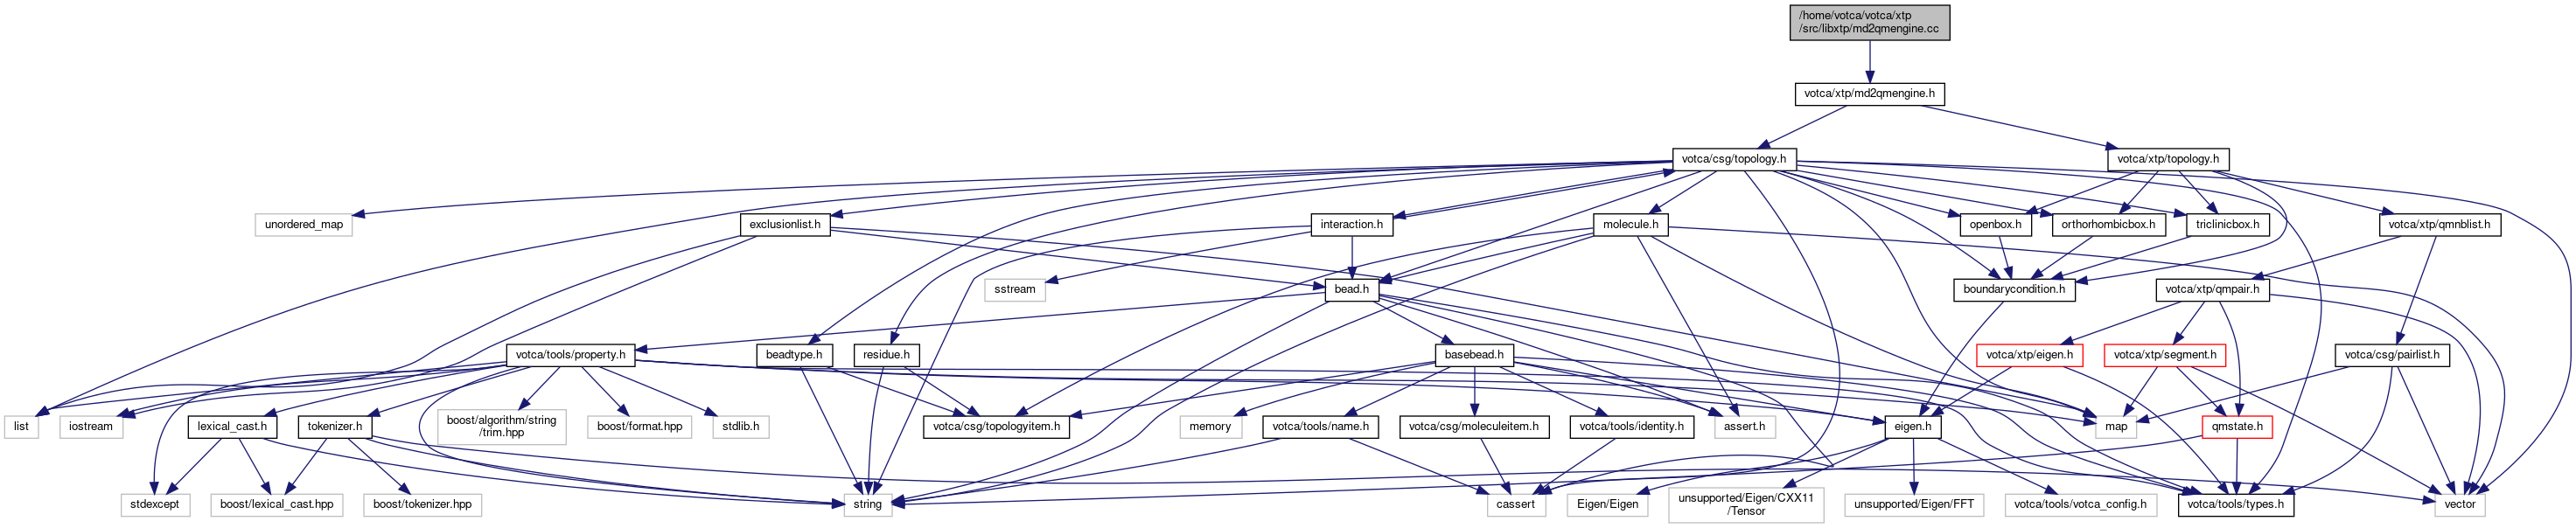 /home/votca/votca/xtp
/src/libxtp/md2qmengine.cc
votca/xtp/md2qmengine.h
votca/csg/topology.h
votca/xtp/topology.h
unordered_map
exclusionlist.h
interaction.h
molecule.h
openbox.h
orthorhombicbox.h
triclinicbox.h
votca/xtp/qmnblist.h
sstream
bead.h
boundarycondition.h
votca/xtp/qmpair.h
votca/tools/property.h
beadtype.h
residue.h
basebead.h
votca/xtp/eigen.h
votca/xtp/segment.h
votca/csg/pairlist.h
list
iostream
lexical_cast.h
tokenizer.h
boost/algorithm/string
/trim.hpp
boost/format.hpp
stdlib.h
votca/csg/topologyitem.h
memory
votca/tools/name.h
votca/csg/moleculeitem.h
votca/tools/identity.h
assert.h
eigen.h
map
qmstate.h
stdexcept
boost/lexical_cast.hpp
boost/tokenizer.hpp
string
cassert
Eigen/Eigen
unsupported/Eigen/CXX11
/Tensor
unsupported/Eigen/FFT
votca/tools/votca_config.h
votca/tools/types.h
vector